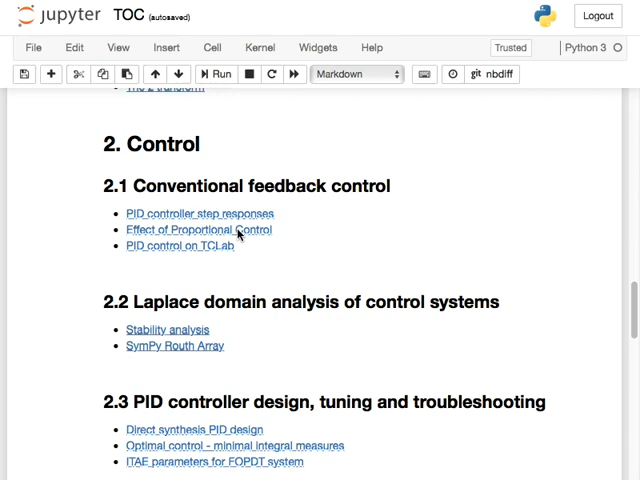 jupyter TOC (autosaved) Logout
File Edit View Insert Cell Kernel Widgets Help Trusted Python 3
Run Markdown git nbdiff
The z transform
2. Control
2.1 Conventional feedback control
PID controller step responses
Effect of Proportional Control
PID control on TCLab
2.2 Laplace domain analysis of control systems
Stability analysis
SymPy Routh Array
2.3 PID controller design, tuning and troubleshooting
Direct synthesis PID design
Optimal control - minimal integral measures
ITAE parameters for FOPDT system